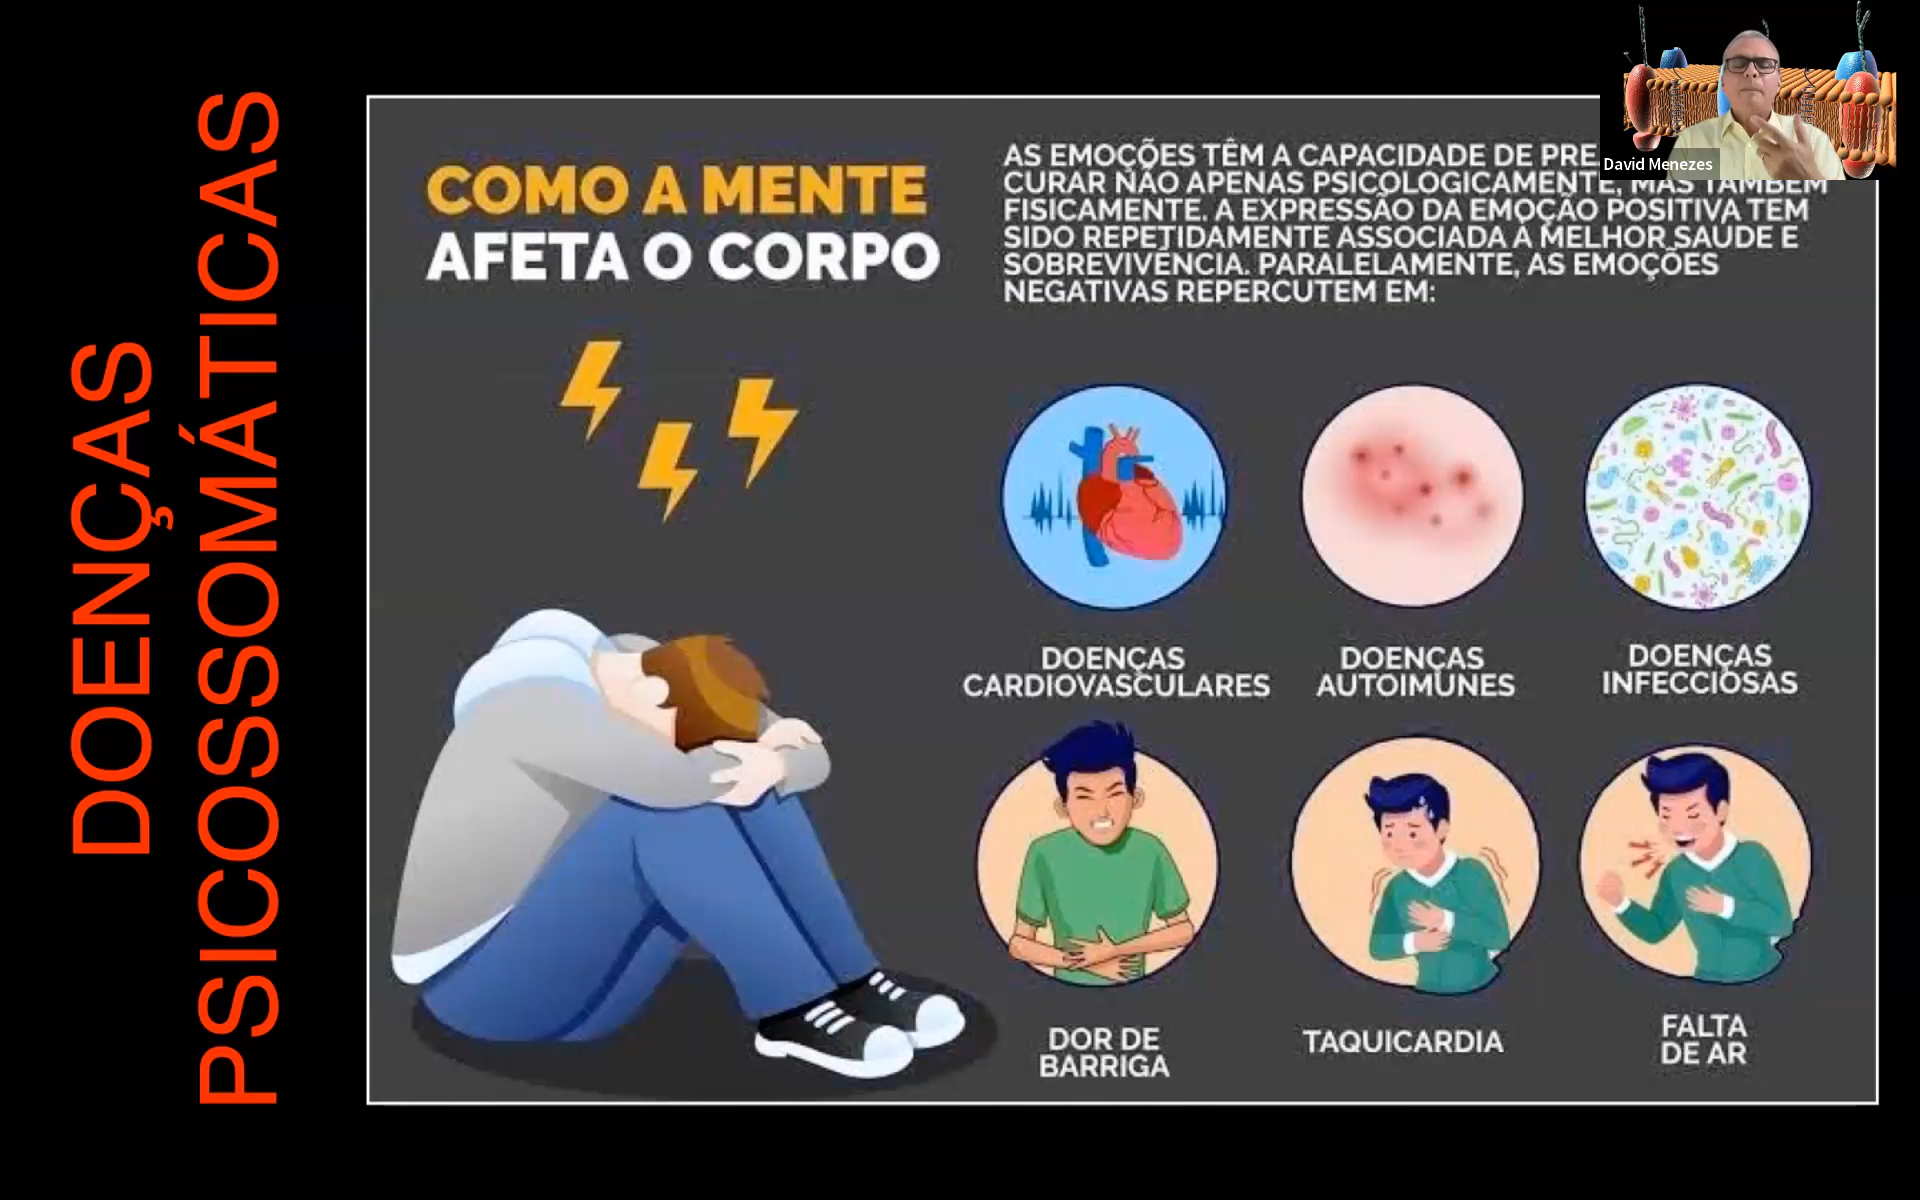 DOENÇAS
PSICOSSOMÁTICAS
COMO A MENTE
AFETA O CORPO
AS EMOÇÕES TÊM A CAPACIDADE DE
CURAR NÃO APENAS PSICOLOGICAMENTE, MAS TAMBÉM
FISICAMENTE. A EXPRESSÃO DA EMOÇÃO POSITIVA TEM
SIDO REPETIDAMENTE ASSOCIADA A MELHOR SAÚDE E
SOBREVIVÊNCIA. PARALELAMENTE, AS EMOÇÕES
NEGATIVAS REPERCUTEM EM:
David Menezes
DOENÇAS
CARDIOVASCULARES
DOENÇAS
AUTOIMUNES
DOENÇAS
INFECCIOSAS
DOR DE
BARRIGA
TAQUICARDIA
FALTA
DE AR